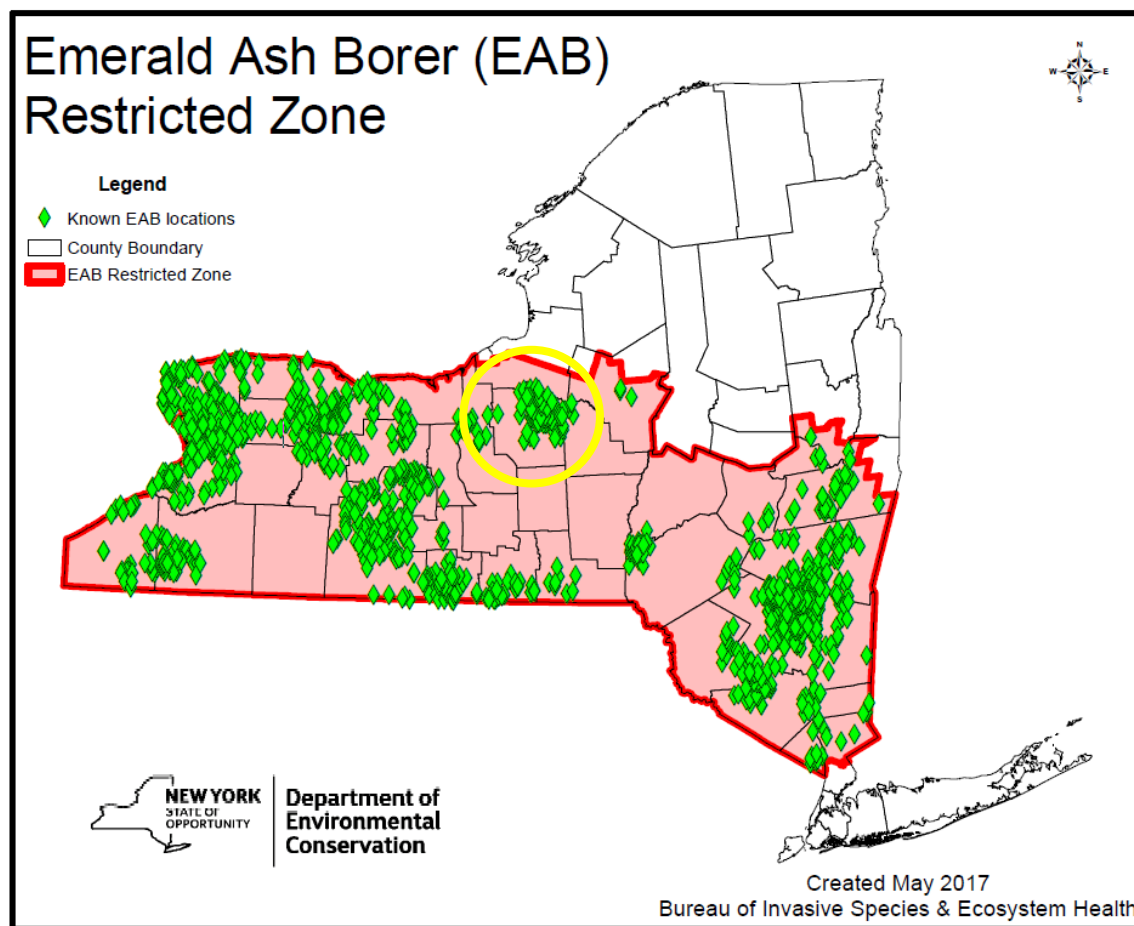 Emerald Ash Borer (EAB)
Restricted Zone
N
W E
S
Legend
Known EAB locations
County Boundary
EAB Restricted Zone
NEW YORK
STATE OF
OPPORTUNITY
Department of
Environmental
Conservation
Created May 2017
Bureau of Invasive Species & Ecosystem Health